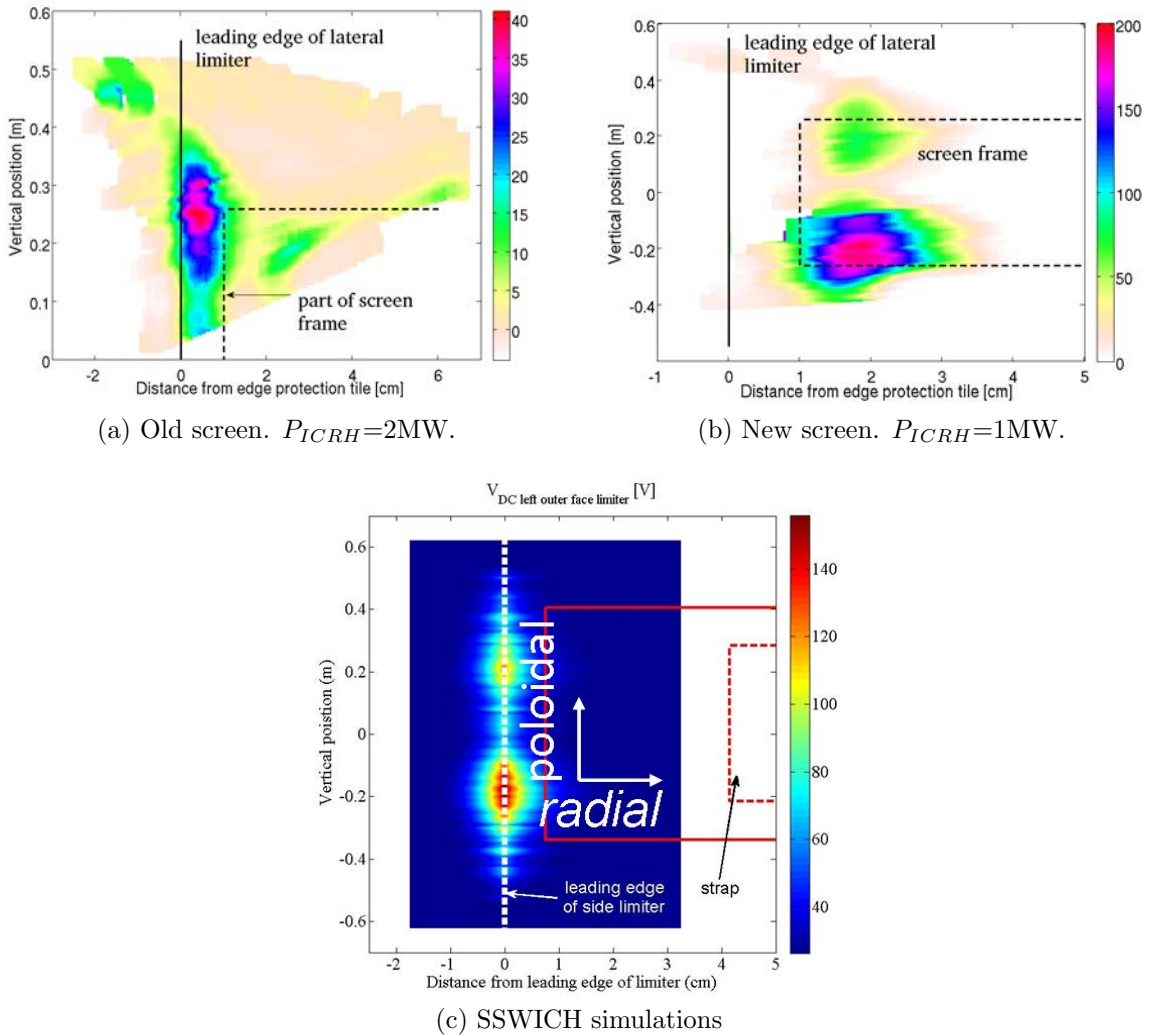 0.6
0.5
0.4
0.3
0.2
0.1
0
Vertical position [m]
leading edge of lateral
limiter
part of screen
frame
-2
0
2
4
6
Distance from edge protection tile [cm]
40
35
30
25
20
15
10
5
0
(a) Old screen. P_ICRH=2MW.
0.6
0.4
0.2
0
-0.2
-0.4
Vertical position [m]
leading edge of lateral
limiter
screen frame
-1
0
1
2
3
4
5
Distance from edge protection tile [cm]
200
150
100
50
0
(b) New screen. P_ICRH=1MW.
V_DC left outer face limiter [V]
0.6
0.4
0.2
0
-0.2
-0.4
-0.6
Vertical poistion (m)
poloidal
radial
strap
leading edge
of side limiter
-2
-1
0
1
2
3
4
5
Distance from leading edge of limiter (cm)
140
120
100
80
60
40
(c) SSWICH simulations